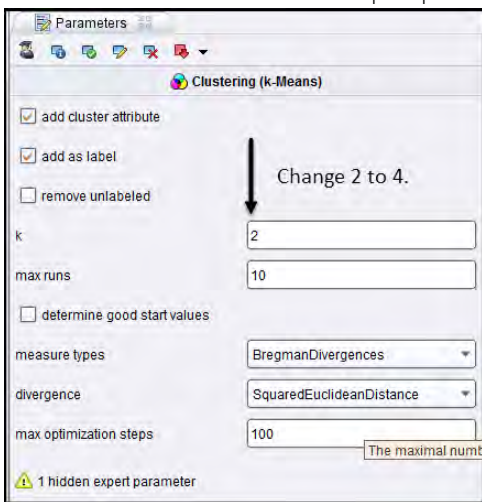 Parameters
Clustering (k-Means)
add cluster attribute
add as label
Change 2 to 4.
remove unlabeled
k
2
max runs
10
determine good start values
measure types
BregmanDivergences
divergence
SquaredEuclideanDistance
max optimization steps
100
The maximal numb
1 hidden expert parameter